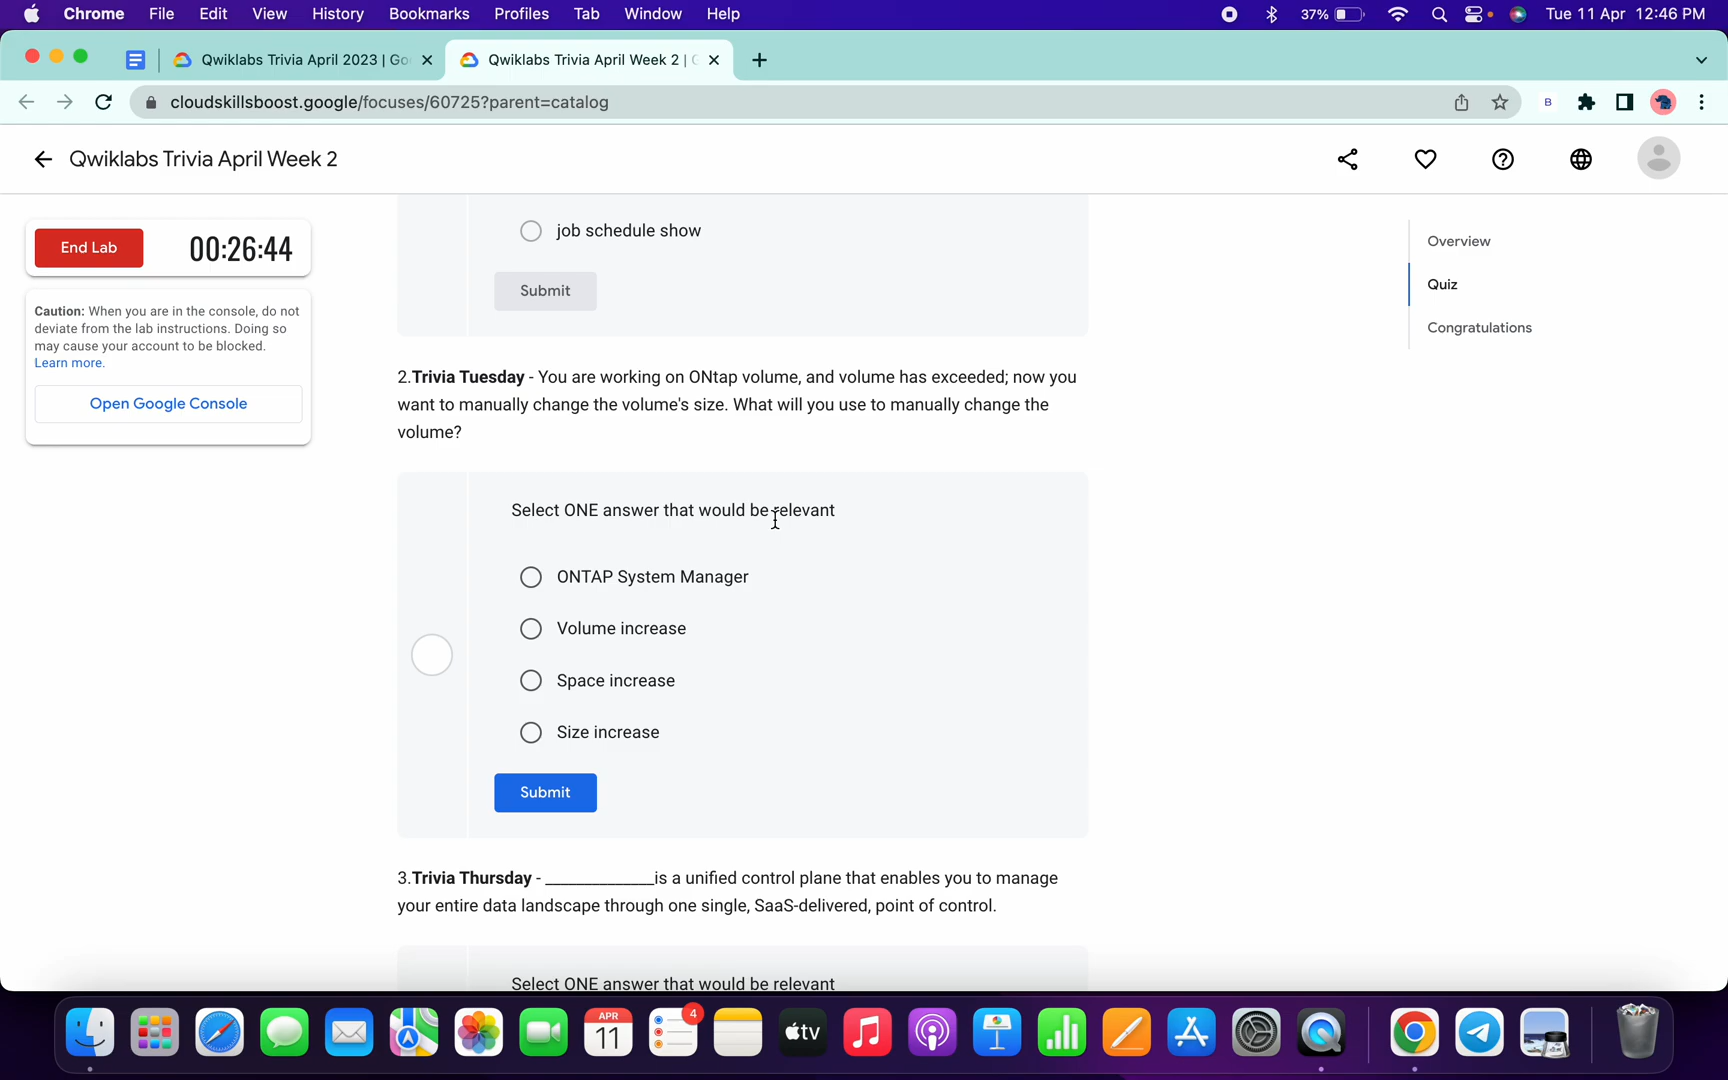 Chrome File Edit View History Bookmarks Profiles Tab Window Help 37% Tue 11 Apr 12:46 PM
Qwiklabs Trivia April 2023 | Go Qwiklabs Trivia April Week 2 |
cloudskillsboost.google/focuses/60725?parent=catalog B
Qwiklabs Trivia April Week 2
job schedule show
End Lab 00:26:44
Submit
Caution: When you are in the console, do not
deviate from the lab instructions. Doing so
may cause your account to be blocked.
Learn more.
Open Google Console
Overview
Quiz
Congratulations
2.Trivia Tuesday - You are working on ONtap volume, and volume has exceeded; now you
want to manually change the volume's size. What will you use to manually change the
volume?
Select ONE answer that would be relevant
ONTAP System Manager
Volume increase
Space increase
Size increase
Submit
3.Trivia Thursday - ______________is a unified control plane that enables you to manage
your entire data landscape through one single, SaaS-delivered, point of control.
Select ONE answer that would be relevant
APR
11
4
tv